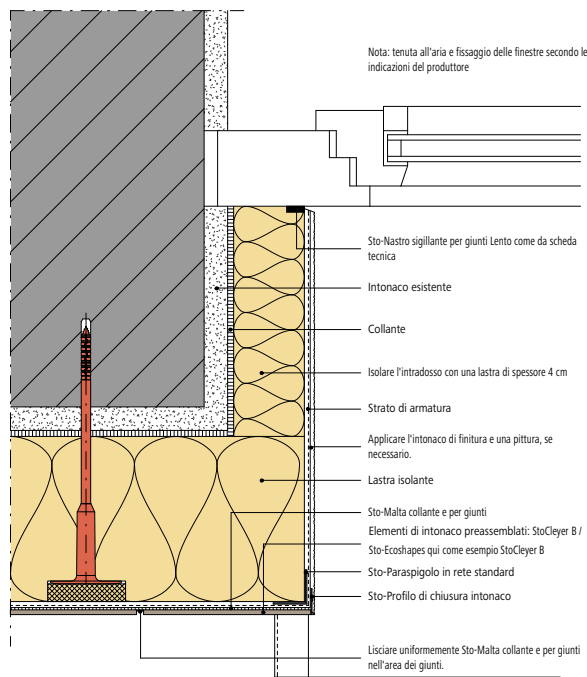 Nota: tenuta all'aria e fissaggio delle finestre secondo le
indicazioni del produttore
Sto-Nastro sigillante per giunti Lento come da scheda
tecnica
Intonaco esistente
Collante
Isolare l'intradosso con una lastra di spessore 4 cm
Strato di armatura
Applicare l'intonaco di finitura e una pittura, se
necessario.
Lastra isolante
Sto-Malta collante e per giunti
Elementi di intonaco preassemblati: StoCleyer B /
Sto-Ecoshapes qui come esempio StoCleyer B
Sto-Paraspigolo in rete standard
Sto-Profilo di chiusura intonaco
Lisciare uniformemente Sto-Malta collante e per giunti
nell'area dei giunti.